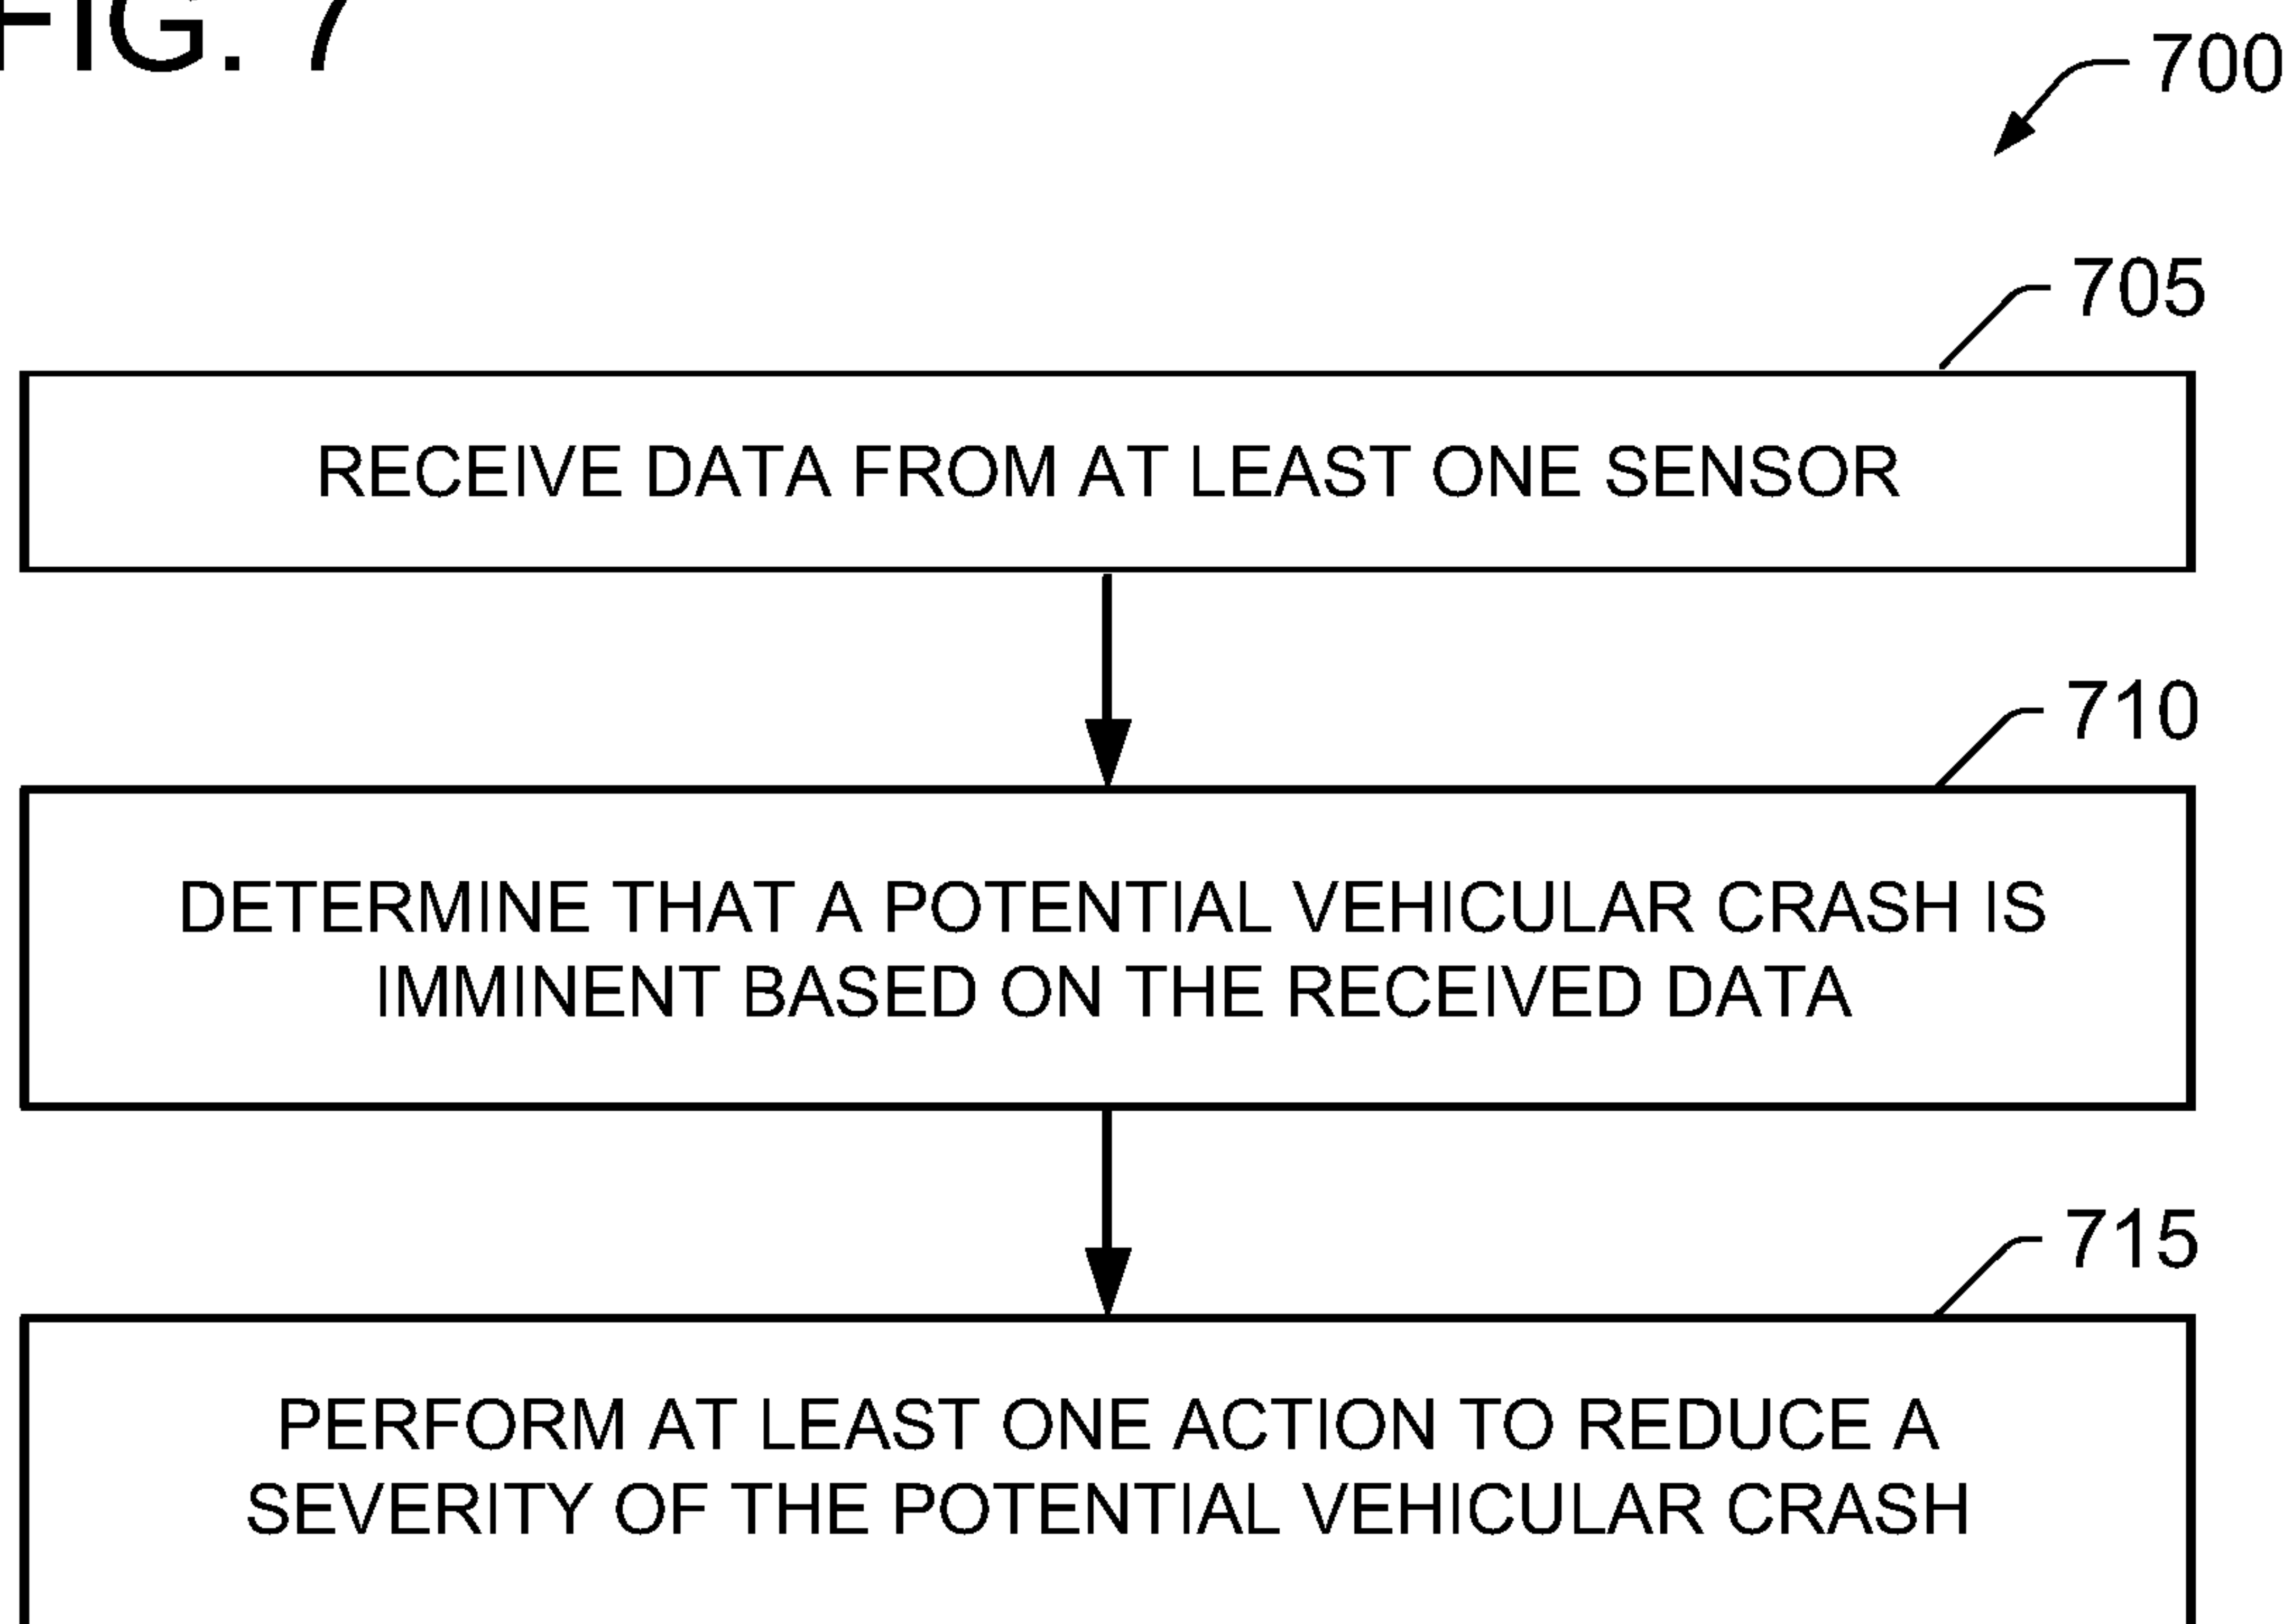 FIG. 7
700
705
RECEIVE DATA FROM AT LEAST ONE SENSOR
710
DETERMINE THAT A POTENTIAL VEHICULAR CRASH IS
IMMINENT BASED ON THE RECEIVED DATA
715
PERFORM AT LEAST ONE ACTION TO REDUCE A
SEVERITY OF THE POTENTIAL VEHICULAR CRASH